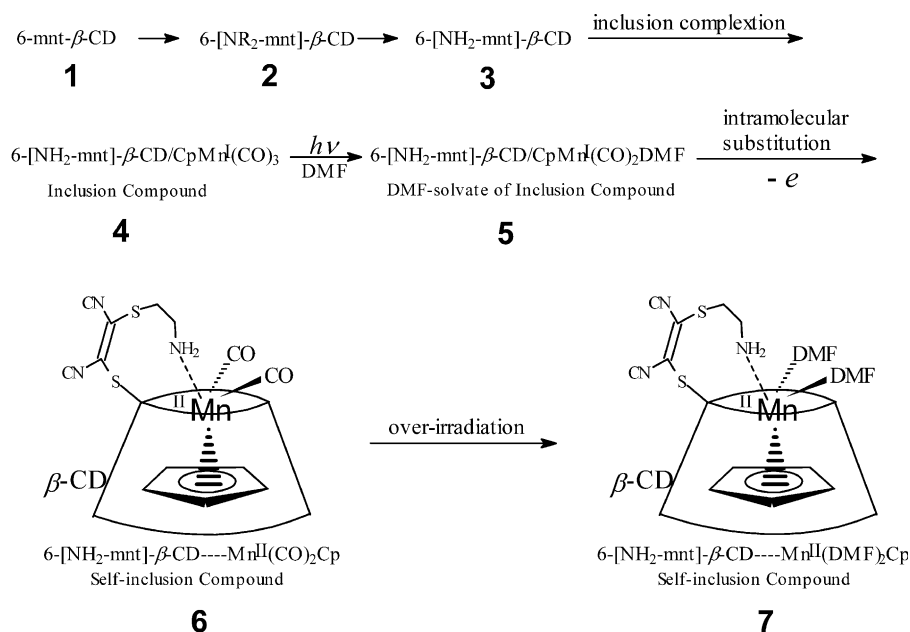 6-mnt-β-CD → 6-[NR₂-mnt]-β-CD → 6-[NH₂-mnt]-β-CD inclusion complextion
1 2 3
6-[NH₂-mnt]-β-CD/CpMnᴵ(CO)₃ hν DMF 6-[NH₂-mnt]-β-CD/CpMnᴵ(CO)₂DMF intramolecular substitution - e
Inclusion Compound DMF-solvate of Inclusion Compound
4 5
CN S CN S NH₂ CO CO II Mn β-CD
over-irradiation
CN S CN S NH₂ DMF DMF II Mn β-CD
6-[NH₂-mnt]-β-CD----Mnᴵᴵ(CO)₂Cp 6-[NH₂-mnt]-β-CD----Mnᴵᴵ(DMF)₂Cp
Self-inclusion Compound Self-inclusion Compound
6 7